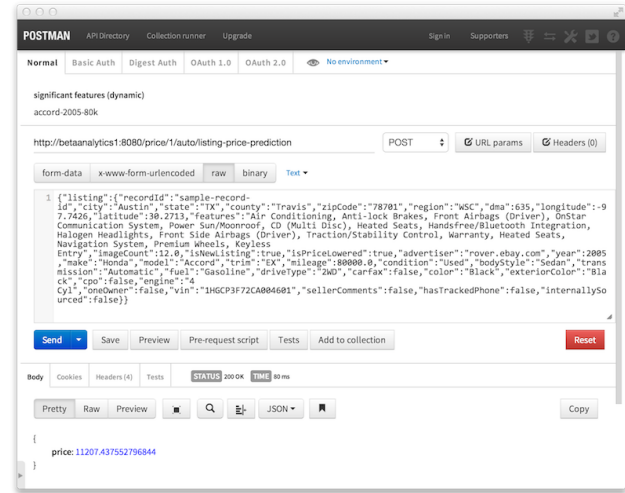 POSTMAN API Directory Collection runner Upgrade Sign in Supporters
Normal Basic Auth Digest Auth OAuth 1.0 OAuth 2.0 No environment
significant features (dynamic)
accord-2005-80k
http://betaanalytics1:8080/price/1/auto/listing-price-prediction POST URL params Headers (0)
form-data x-www-form-urlencoded raw binary Text
1 {"listing":{"recordId":"sample-record-
id","city":"Austin","state":"TX","county":"Travis","zipCode":"78701","region":"WSC","dma":635,"longitude":-9
7.7426,"latitude":30.2713,"features":"Air Conditioning, Anti-lock Brakes, Front Airbags (Driver), OnStar
Communication System, Power Sun/Moonroof, CD (Multi Disc), Heated Seats, Handsfree/Bluetooth Integration,
Halogen Headlights, Front Side Airbags (Driver), Traction/Stability Control, Warranty, Heated Seats,
Navigation System, Premium Wheels, Keyless
Entry","imageCount":12.0,"isNewListing":true,"isPriceLowered":true,"advertiser":"rover.ebay.com","year":2005
,"make":"Honda","model":"Accord","trim":"EX","mileage":80000.0,"condition":"Used","bodyStyle":"Sedan","trans
mission":"Automatic","fuel":"Gasoline","driveType":"2WD","carfax":false,"color":"Black","exteriorColor":"Bla
ck","cpo":false,"engine":"4
Cyl","oneOwner":false,"vin":"1HGCP3F72CA004601","sellerComments":false,"hasTrackedPhone":false,"internallySo
urced":false}}
Send Save Preview Pre-request script Tests Add to collection Reset
Body Cookies Headers (4) Tests STATUS 200 OK TIME 80 ms
Pretty Raw Preview JSON Copy
{
price: 11207.437552796844
}